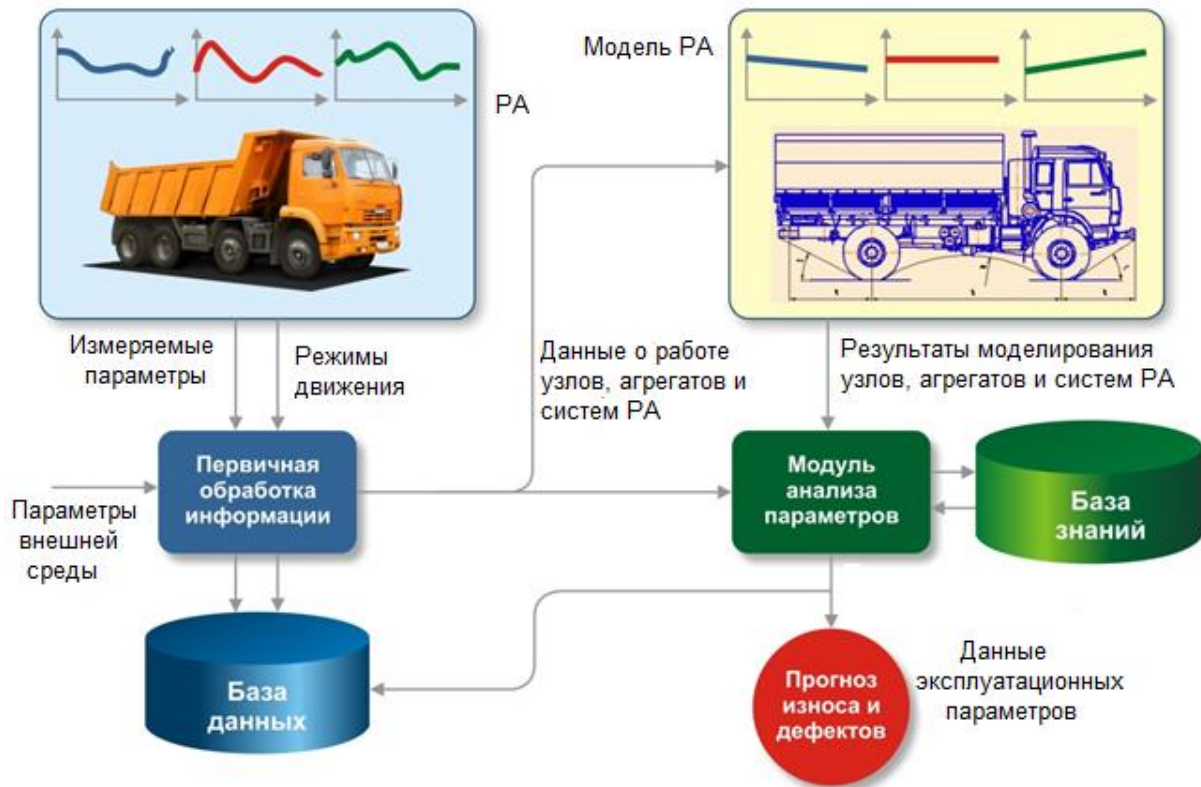 Модель РА
РА
Измеряемые
параметры
Режимы
движения
Данные о работе
узлов, агрегатов и
систем РА
Результаты моделирования
узлов, агрегатов и систем РА
Первичная
обработка
информации
Модуль
анализа
параметров
База
знаний
Параметры
внешней
среды
База
данных
Прогноз
износа и
дефектов
Данные
эксплуатационных
параметров